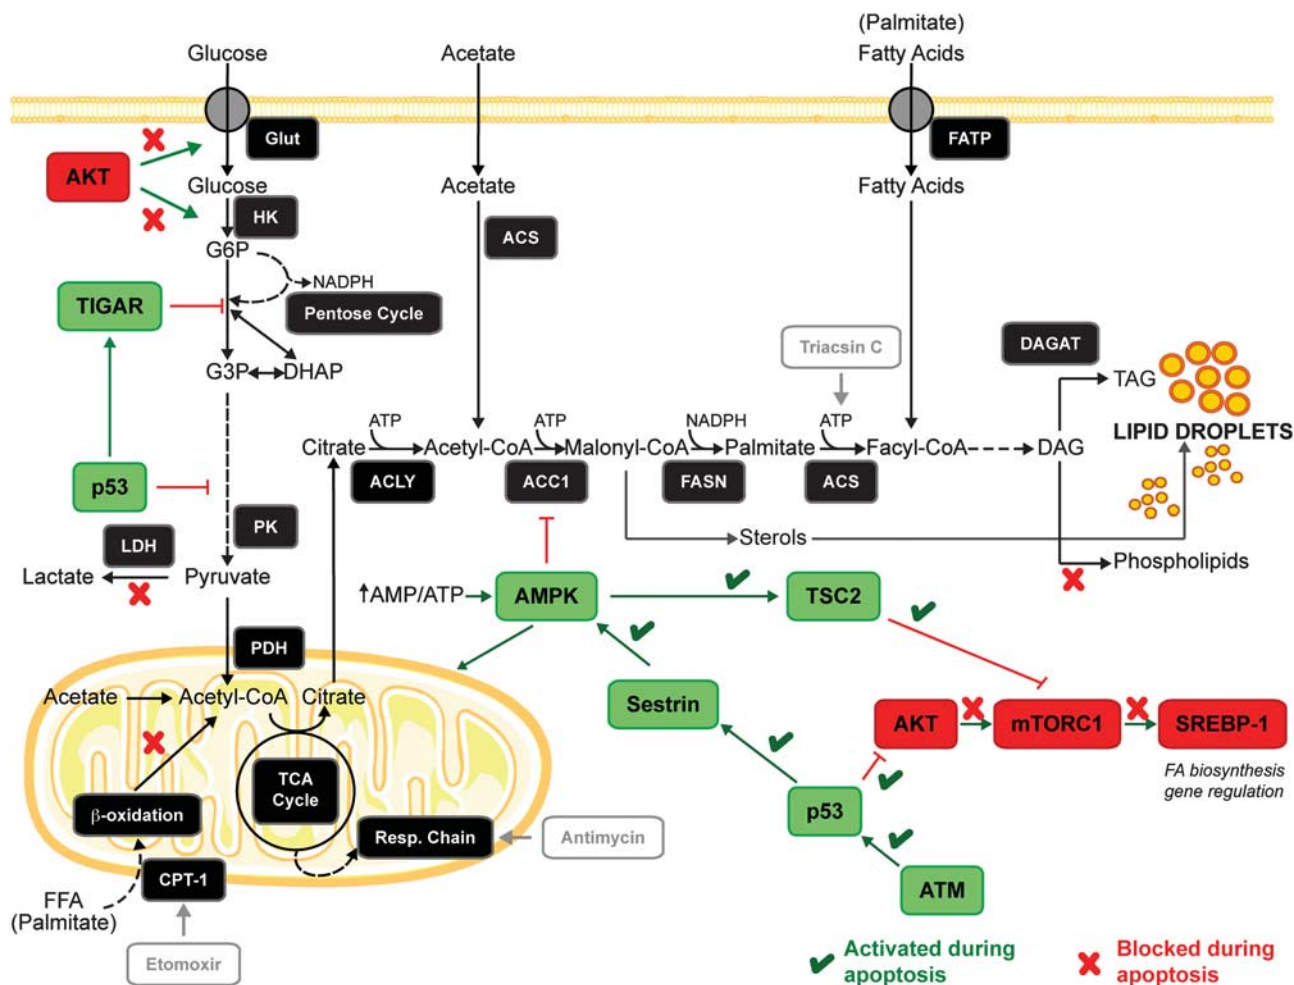 (Palmitate)
Glucose
Acetate
Fatty Acids
Glut
FATP
AKT
Glucose
Acetate
Fatty Acids
HK
ACS
G6P
NADPH
TIGAR
Pentose Cycle
Triacsin C
DAGAT
G3P
DHAP
TAG
ATP
ATP
NADPH
ATP
LIPID DROPLETS
Citrate
Acetyl-CoA
Malonyl-CoA
Palmitate
Facyl-CoA
DAG
ACLY
ACC1
FASN
ACS
p53
PK
LDH
Sterols
Lactate
Pyruvate
Phospholipids
↑AMP/ATP
AMPK
TSC2
PDH
Acetate
Acetyl-CoA
Citrate
Sestrin
AKT
mTORC1
SREBP-1
FA biosynthesis
gene regulation
TCA
Cycle
β-oxidation
p53
Resp. Chain
Antimycin
CPT-1
ATM
FFA
(Palmitate)
Etomoxir
Activated during
apoptosis
Blocked during
apoptosis